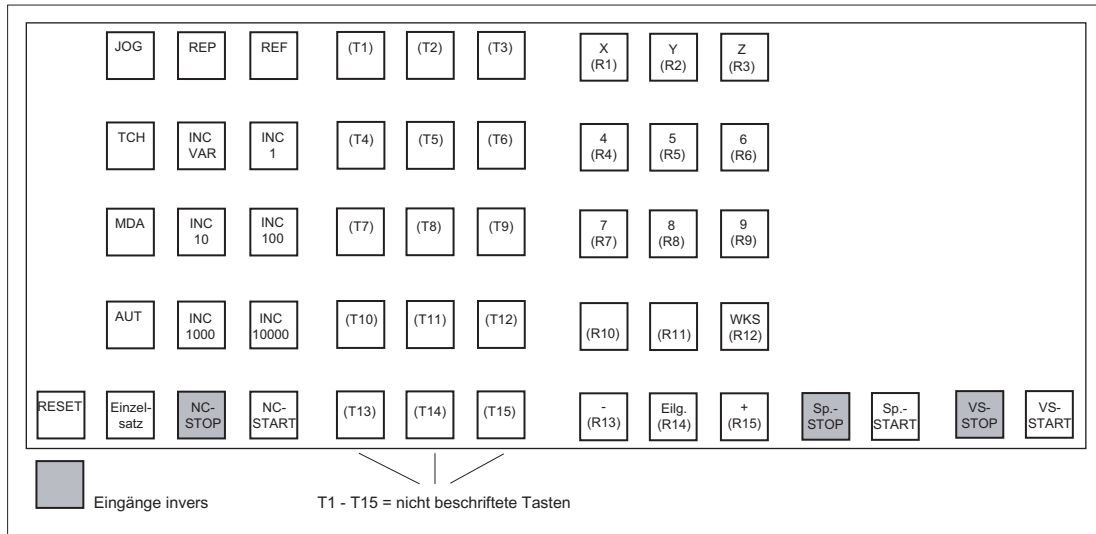 JOG REP REF (T1) (T2) (T3) X Y Z
(R1) (R2) (R3)
TCH INC INC (T4) (T5) (T6) 4 5 6
VAR 1 (R4) (R5) (R6)
MDA INC INC (T7) (T8) (T9) 7 8 9
10 100 (R7) (R8) (R9)
AUT INC INC (T10) (T11) (T12) WKS
1000 10000 (R10) (R11) (R12)
RESET Einzel- NC- NC- (T13) (T14) (T15) - Eilg. + Sp.- Sp.- VS- VS-
satz STOP START (R13) (R14) (R15) STOP START STOP START
Eingänge invers T1 - T15 = nicht beschriftete Tasten